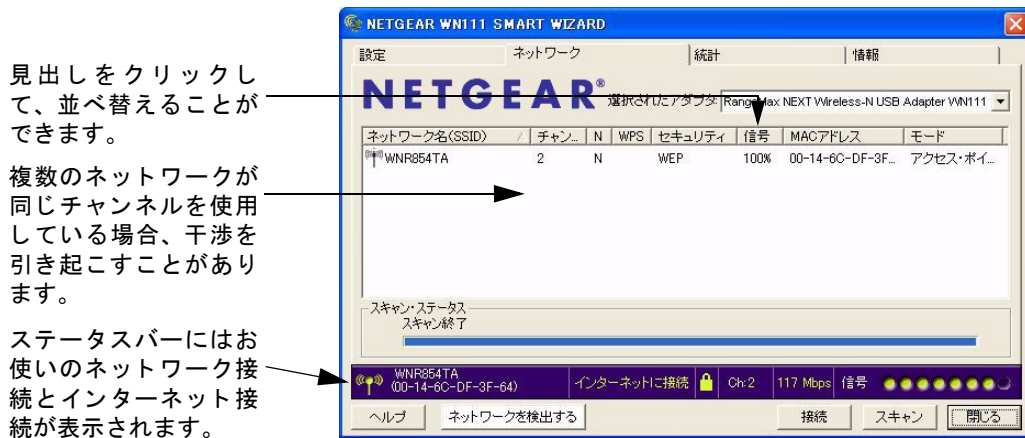 見出しをクリックし
て、並べ替えることが
できます。
複数のネットワークが
同じチャンネルを使用
している場合、干渉を
引き起こすことがあり
ます。
ステータスバーにはお
使いのネットワーク接
続とインターネット接
続が表示されます。
NETGEAR WN111 SMART WIZARD
設定 ネットワーク 統計 情報
NETGEAR®
選択されたアダプタ RangeMax NEXT Wireless-N USB Adapter WN111
ネットワーク名(SSID) チャン... N WPS セキュリティ 信号 MACアドレス モード
WNR854TA 2 N WEP 100% 00-14-6C-DF-3F... アクセス・ポイ...
スキャン・ステータス
スキャン終了
WNR854TA
(00-14-6C-DF-3F-64) インターネットに接続 Ch:2 117 Mbps 信号
ヘルプ ネットワークを検出する 接続 スキャン 閉じる